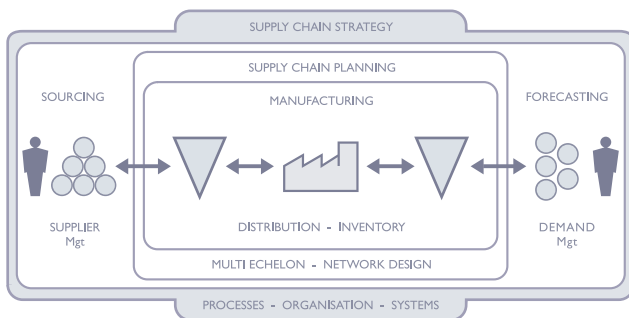 SUPPLY CHAIN STRATEGY
SUPPLY CHAIN PLANNING
SOURCING
MANUFACTURING
FORECASTING
SUPPLIER
Mgt
DISTRIBUTION - INVENTORY
DEMAND
Mgt
MULTI ECHELON - NETWORK DESIGN
PROCESSES - ORGANISATION - SYSTEMS